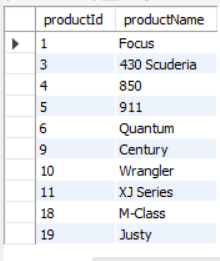 productId productName
1 Focus
3 430 Scuderia
4 850
5 911
6 Quantum
9 Century
10 Wrangler
11 XJ Series
18 M-Class
19 Justy